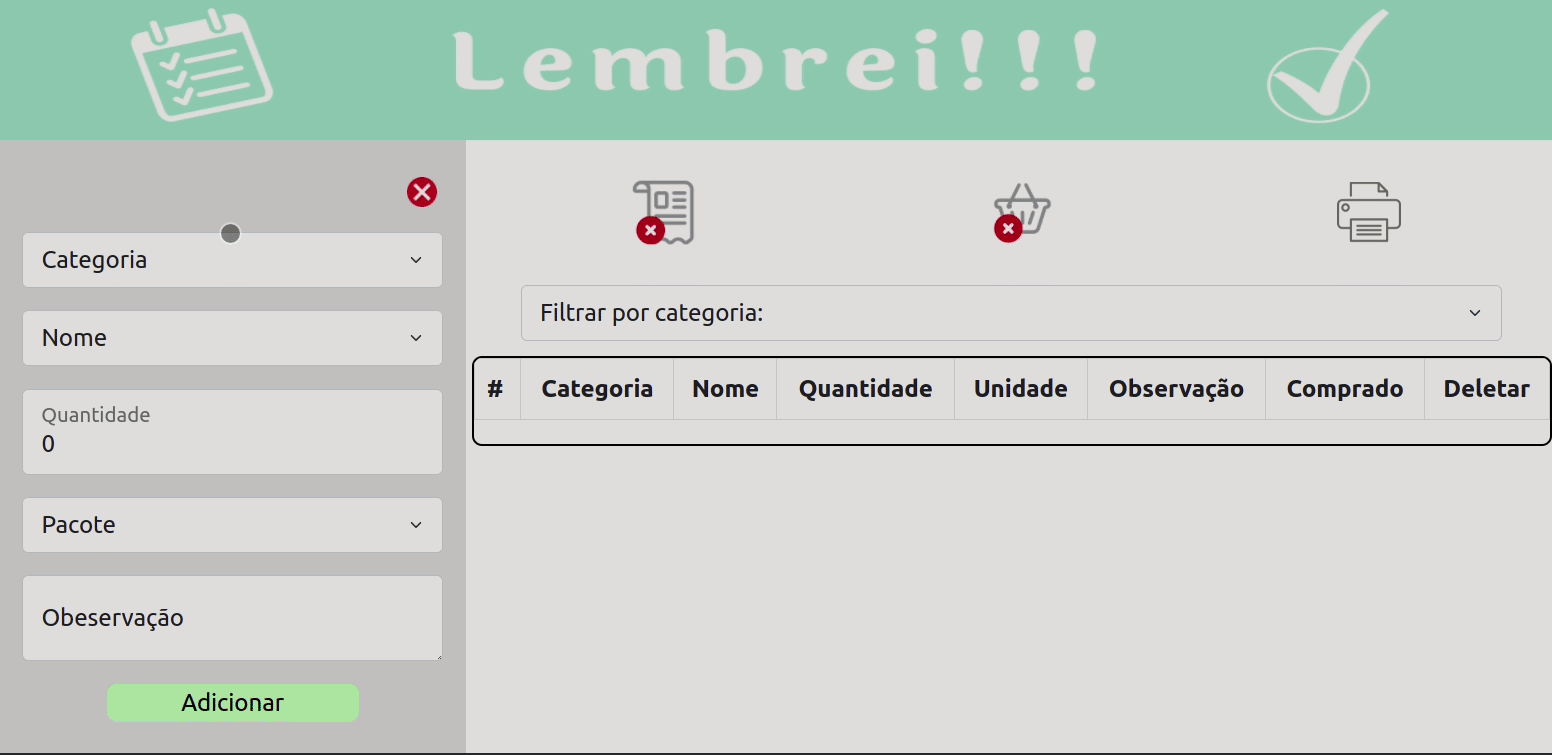 Lembrei!!!
Categoria
Nome
Quantidade
0
Pacote
Obeservação
Adicionar
Filtrar por categoria:
# Categoria Nome Quantidade Unidade Observação Comprado Deletar